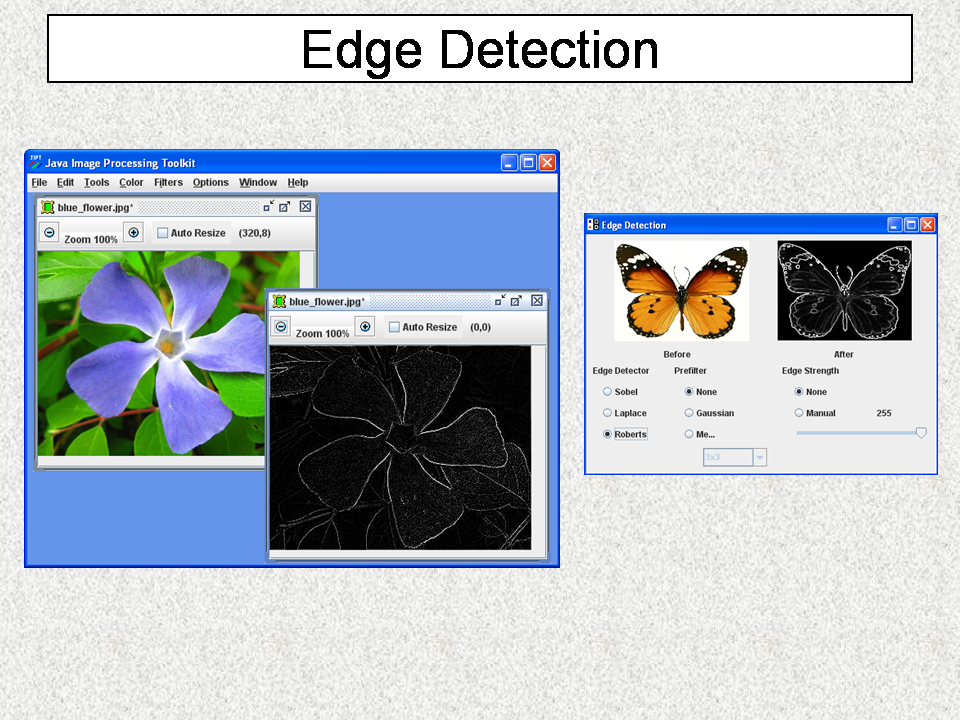 Edge Detection
Java Image Processing Toolkit
File Edit Tools Color Filters Options Window Help
blue_flower.jpg*
Zoom 100% Auto Resize (320,8)
blue_flower.jpg*
Zoom 100% Auto Resize (0,0)
Edge Detection
Before After
Edge Detector Prefilter Edge Strength
Sobel None None
Laplace Gaussian Manual 255
Roberts Me...
3x3